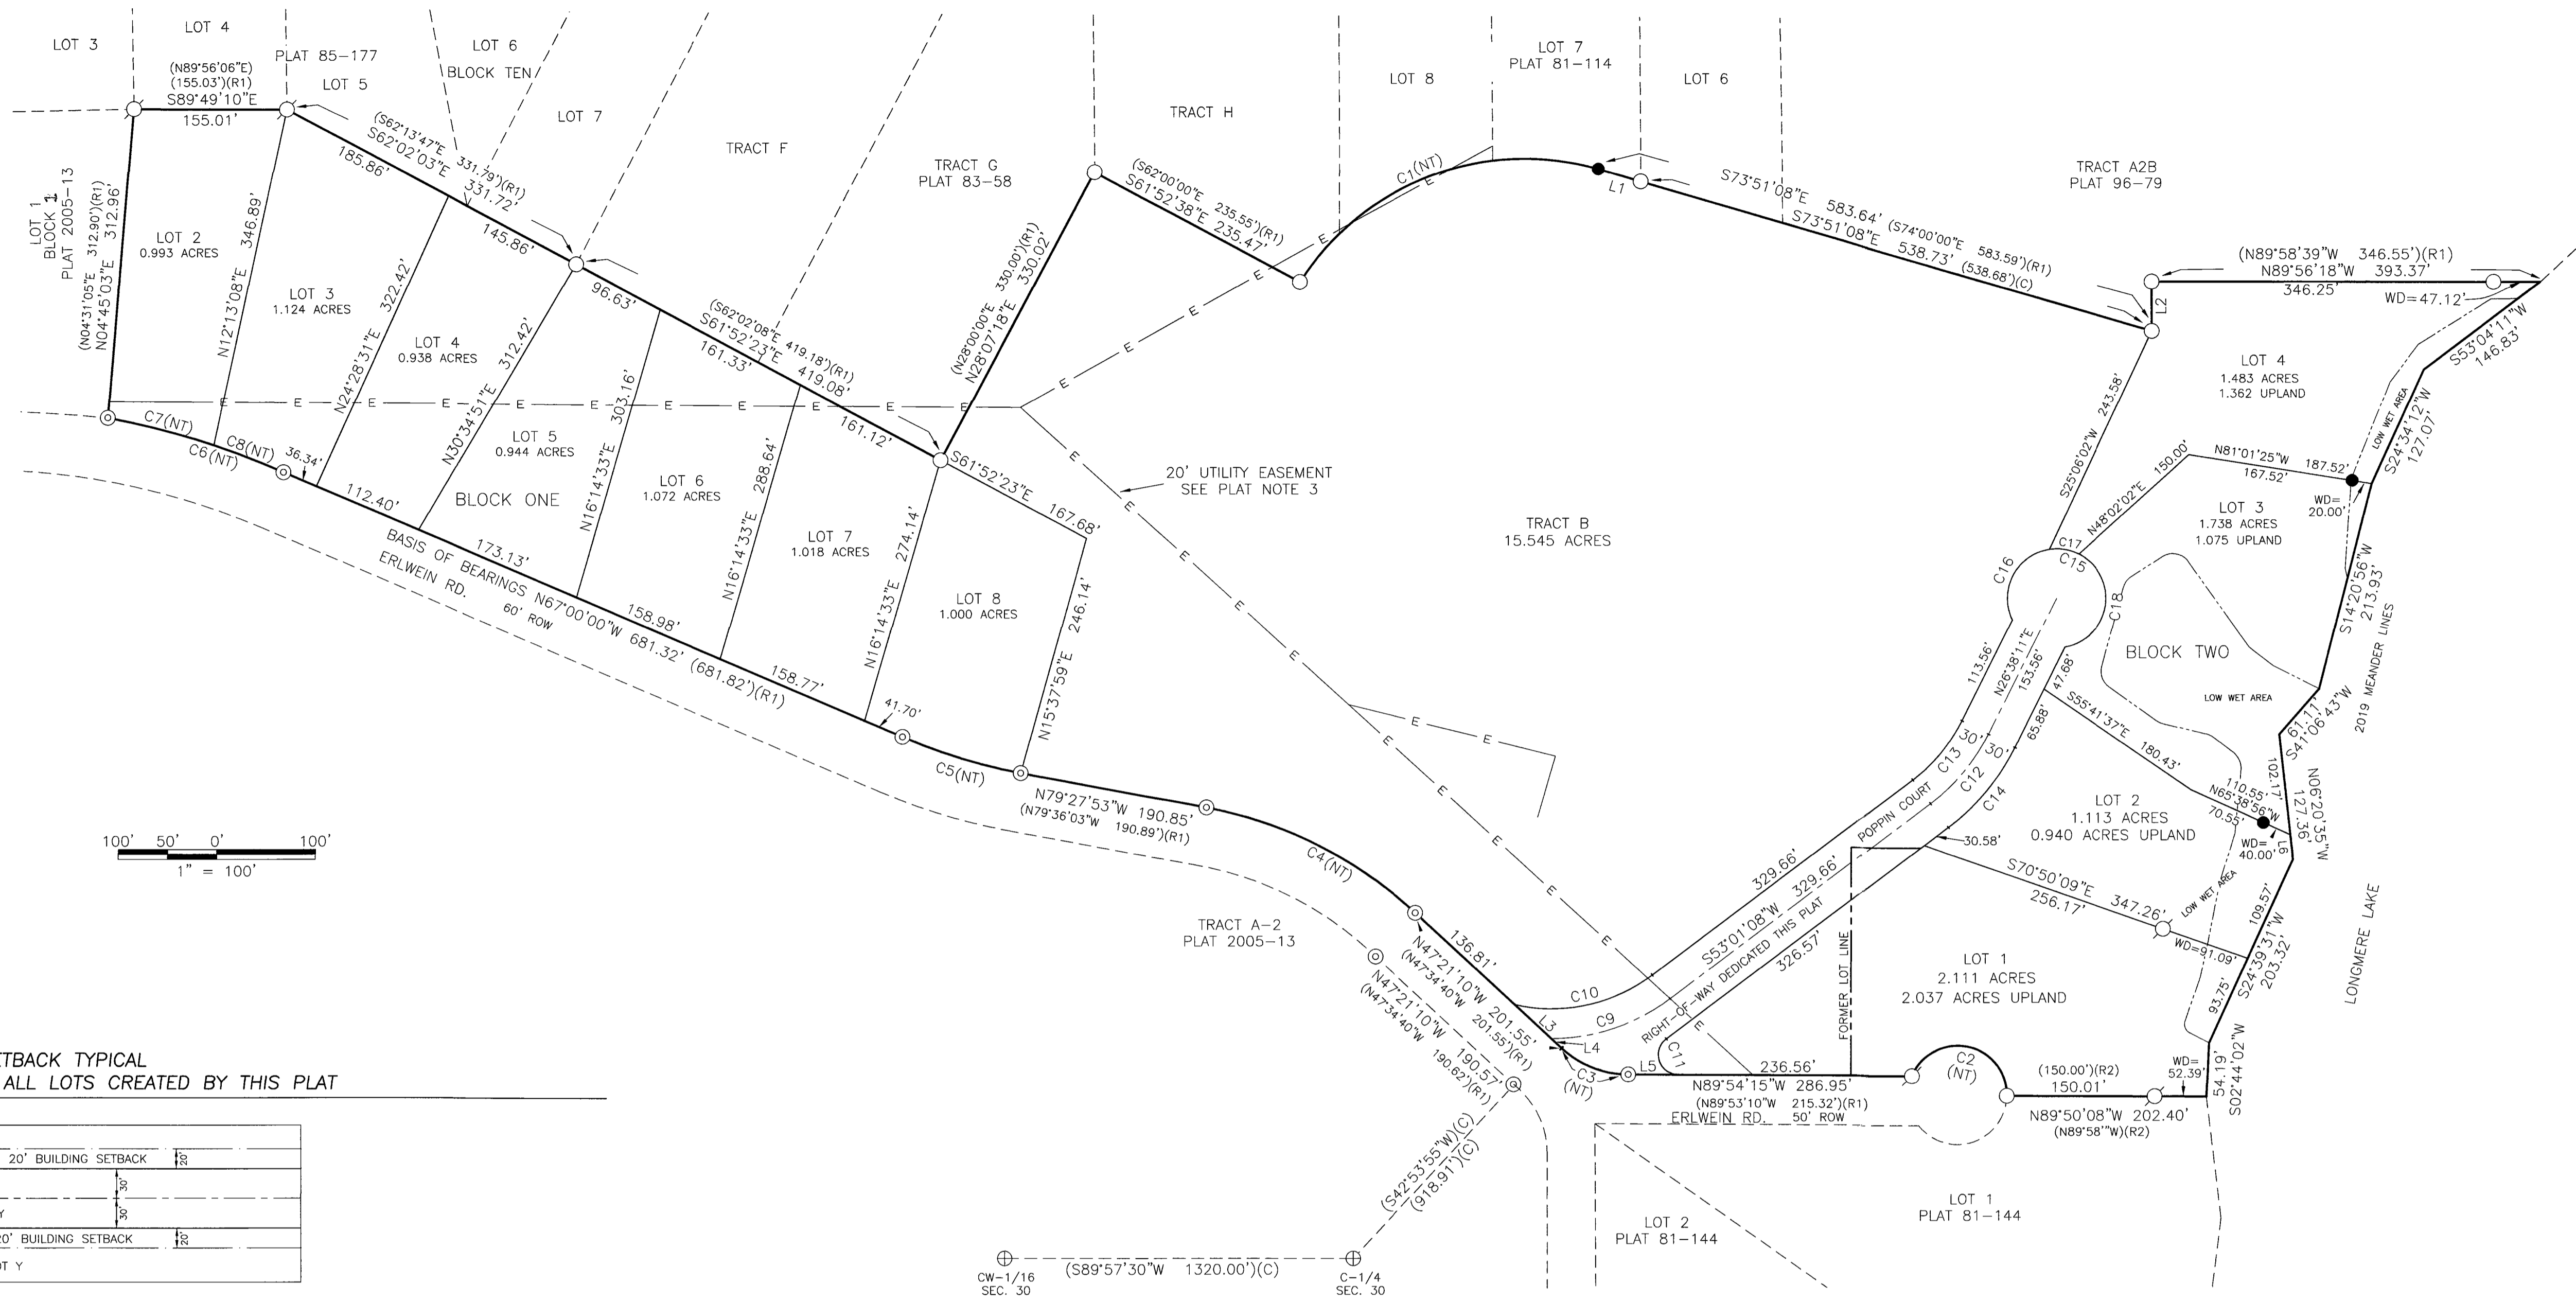 LOT 3
LOT 4
PLAT 85-177
LOT 5
LOT 6
BLOCK TEN
LOT 7
TRACT F
TRACT G
PLAT 83-58
TRACT H
LOT 8
LOT 7
PLAT 81-114
LOT 6
TRACT A2B
PLAT 96-79
(N89°56'06"E)
(155.03')(R1)
S89°49'10"E
155.01'
LOT 1
BLOCK 1
PLAT 2005-13
(N04°31'05"E 312.90')(R1)
N04°45'03"E 312.96'
LOT 2
0.993 ACRES
N12°13'08"E 346.89'
(S62°13'47"E 331.79')(R1)
S62°02'03"E 331.72'
185.86'
145.86'
LOT 3
1.124 ACRES
N24°28'31"E 322.42'
LOT 4
0.938 ACRES
N30°34'51"E 312.42'
96.63'
(S62°02'08"E 419.18')(R1)
S61°52'23"E 419.08'
161.33'
161.12'
LOT 5
0.944 ACRES
N16°14'33"E 303.16'
LOT 6
1.072 ACRES
N16°14'33"E 288.64'
LOT 7
1.018 ACRES
N16°14'33"E 274.14'
LOT 8
1.000 ACRES
S61°52'23"E 167.68'
N15°37'59"E 246.14'
(N28°00'00"E 330.00')(R1)
N28°07'18"E 330.02'
(S62°00'00"E 235.55')(R1)
S61°52'38"E 235.47'
C1(NT)
L1
S73°51'08"E 583.64' (S74°00'00"E 583.59')(R1)
S73°51'08"E 538.73' (538.68')(C)
L2
(N89°58'39"W 346.55')(R1)
N89°56'18"W 393.37'
346.25'
WD=47.12'
S53°04'11"W
146.83'
LOT 4
1.483 ACRES
1.362 UPLAND
LOW WET AREA
S24°34'12"W
127.07'
S25°06'02"W 243.58'
N48°02'02"E 150.00'
N81°01'25"W 187.52'
167.52'
WD=
20.00'
LOT 3
1.738 ACRES
1.075 UPLAND
C17
C15
C16
C18
S14°20'56"W
213.93'
2019 MEANDER LINES
BLOCK TWO
LOW WET AREA
61.11'
S41°06'43"W
C7(NT)
C6(NT)
C8(NT)
36.34'
112.40'
BLOCK ONE
173.13'
BASIS OF BEARINGS N67°00'00"W 681.32' (681.82')(R1)
ERLWEIN RD.
60' ROW
158.98'
158.77'
41.70'
C5(NT)
N79°27'53"W 190.85'
(N79°36'03"W 190.89')(R1)
C4(NT)
20' UTILITY EASEMENT
SEE PLAT NOTE 3
TRACT B
15.545 ACRES
E E E E E E E E E E E
E E E E E
E E E E E E E
E E
113.56'
N26°38'11"E
153.56'
47.68'
65.88'
30' 30'
C13
C12
C14
S55°41'37"E 180.43'
110.55'
N65°38'56"W
70.55'
102.17'
N06°20'35"W
127.36'
WD=
40.00'
L6
LOT 2
1.113 ACRES
0.940 ACRES UPLAND
POPPIN COURT
30.58'
329.66'
S53°01'08"W 329.66'
RIGHT-OF-WAY DEDICATED THIS PLAT
326.57'
S70°50'09"E 347.26'
256.17'
WD=91.09'
LOW WET AREA
109.57'
S24°39'31"W
203.32'
93.75'
LONGMERE LAKE
LOT 1
2.111 ACRES
2.037 ACRES UPLAND
FORMER LOT LINE
136.81'
N47°21'10"W 201.55'
(N47°34'40"W 201.55')(R1)
C10
C9
L3
L4
C3
(NT)
L5
C11
236.56'
N89°54'15"W 286.95'
(N89°53'10"W 215.32')(R1)
ERLWEIN RD. 50' ROW
C2
(NT)
(150.00')(R2)
150.01'
WD=
52.39'
N89°50'08"W 202.40'
(N89°58'"W)(R2)
54.19'
S02°44'02"W
TRACT A-2
PLAT 2005-13
N47°21'10"W 190.57'
(N47°34'40"W 190.62')(R1)
(S42°53'55"W)(C)
(918.91')(C)
(S89°57'30"W 1320.00')(C)
CW-1/16
SEC. 30
C-1/4
SEC. 30
LOT 2
PLAT 81-144
LOT 1
PLAT 81-144
100' 50' 0' 100'
1" = 100'
ETBACK TYPICAL
ALL LOTS CREATED BY THIS PLAT
20' BUILDING SETBACK 20'
30'
Y
30'
20' BUILDING SETBACK 20'
OT Y